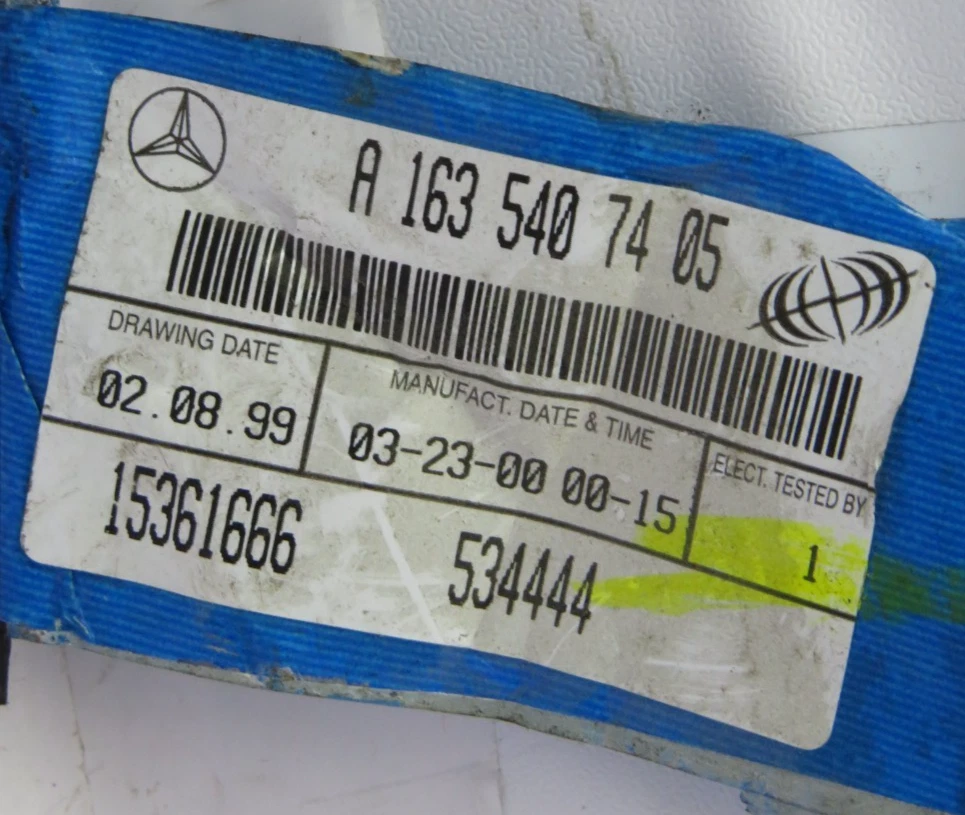 A 163 540 74 05
DRAWING DATE
02.08.99
MANUFACT. DATE & TIME
03-23-00 00-15
ELECT. TESTED BY
1
15361666
534444